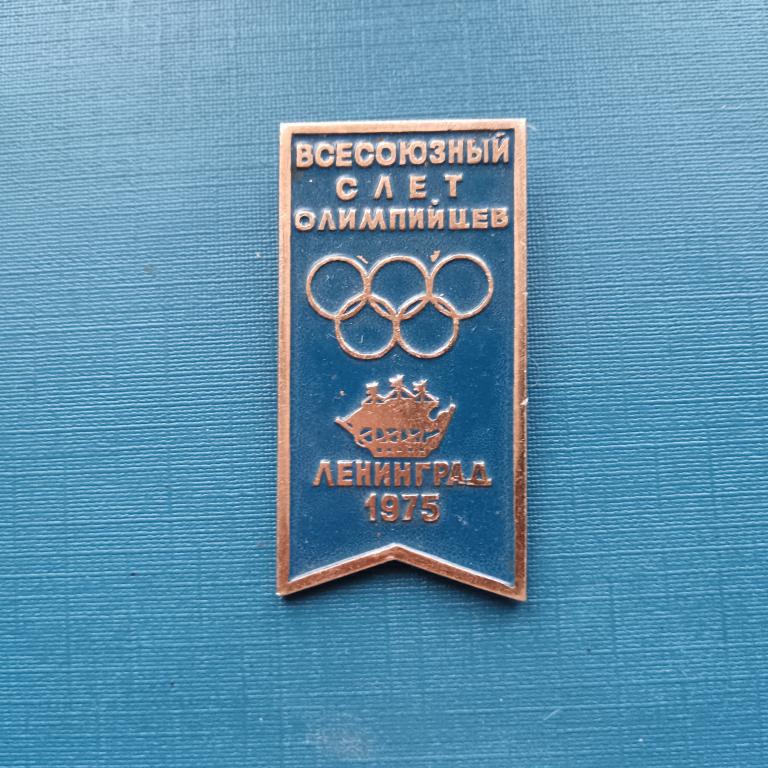 ВСЕСОЮЗНЫЙ
СЛЕТ
ОЛИМПИЙЦЕВ
ЛЕНИНГРАД
1975